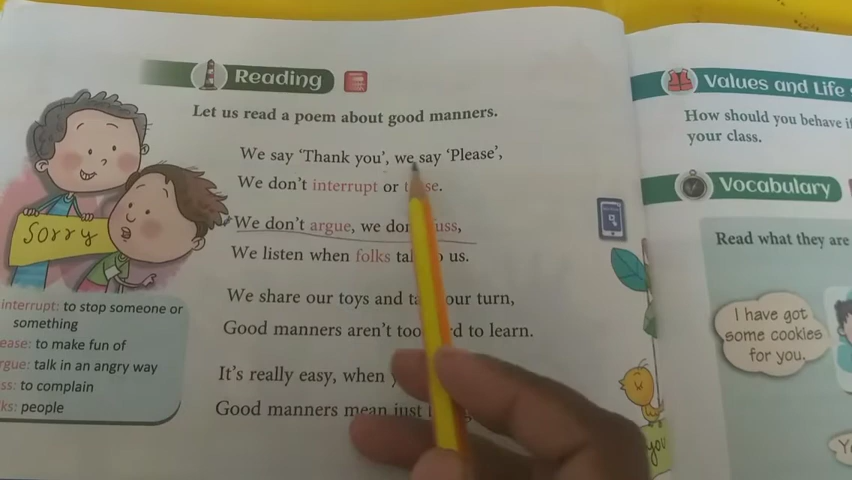 Reading
Let us read a poem about good manners.
We say 'Thank you', we say 'Please',
We don't interrupt or
We don't argue, we
We listen when folks us.
We share our toys and our turn,
Good manners aren't to learn.
It's really easy, when
Good manners mean just
Sorry
interrupt: to stop someone or
something
ease: to make fun of
rgue: talk in an angry way
ss: to complain
ks: people
Values and Life
How should you behave i
your class.
Vocabulary
Read what they are
I have got
some cookies
for you.
you